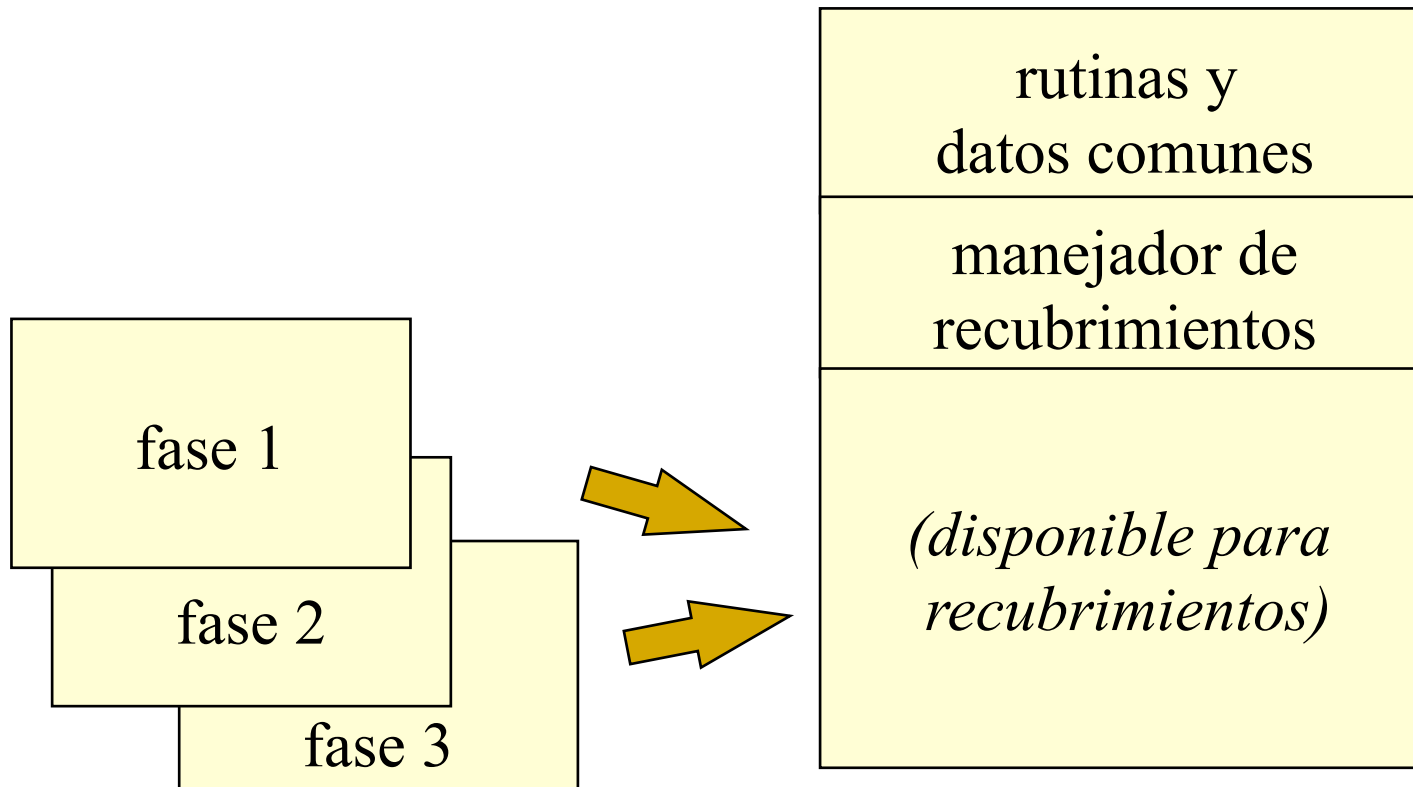 rutinas y
datos comunes
manejador de
recubrimientos
fase 1
fase 2
fase 3
(disponible para
recubrimientos)